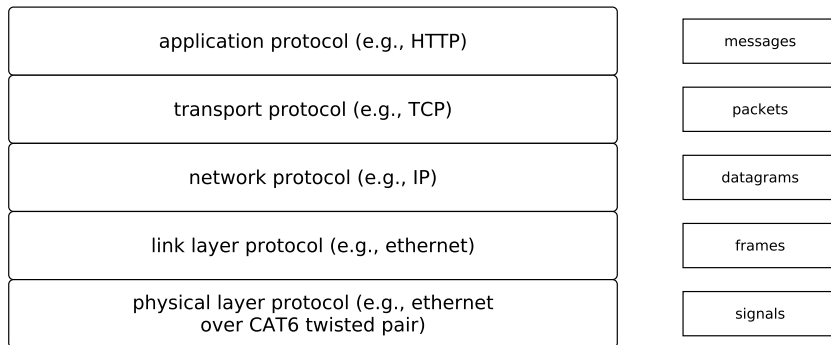 application protocol (e.g., HTTP)
messages
transport protocol (e.g., TCP)
packets
network protocol (e.g., IP)
datagrams
link layer protocol (e.g., ethernet)
frames
physical layer protocol (e.g., ethernet
over CAT6 twisted pair)
signals